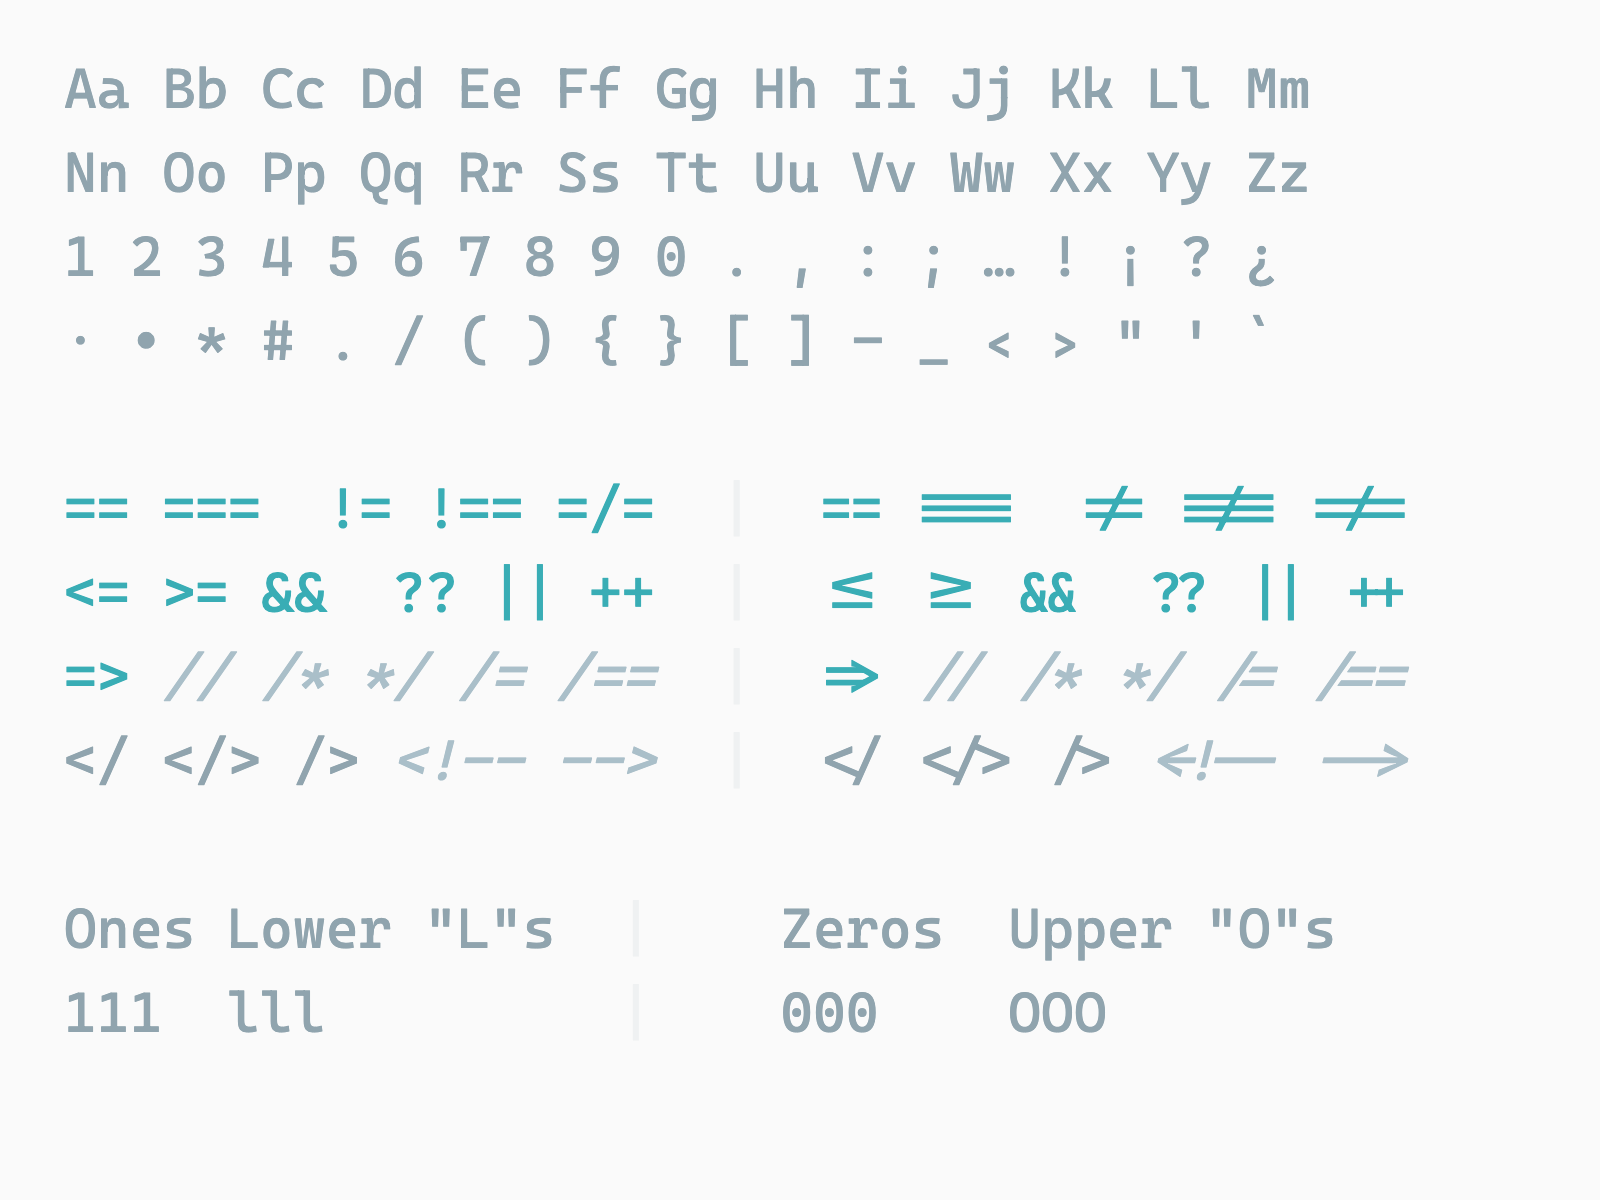 Aa Bb Cc Dd Ee Ff Gg Hh Ii Jj Kk Ll Mm
Nn Oo Pp Qq Rr Ss Tt Uu Vv Ww Xx Yy Zz
1 2 3 4 5 6 7 8 9 0 . , : ; … ! ¡ ? ¿
· • * # . / ( ) { } [ ] - _ < > " ' `
== ===  != !== =/= | == ===  != !== =/=
<= >= &&  ?? || ++ | <= >= &&  ?? || ++
=> // /* */ /= /== | => // /* */ /= /==
</ </> /> <!-- --> | </ </> /> <!-- -->
Ones Lower "L"s | Zeros  Upper "O"s
111  lll | 000  OOO